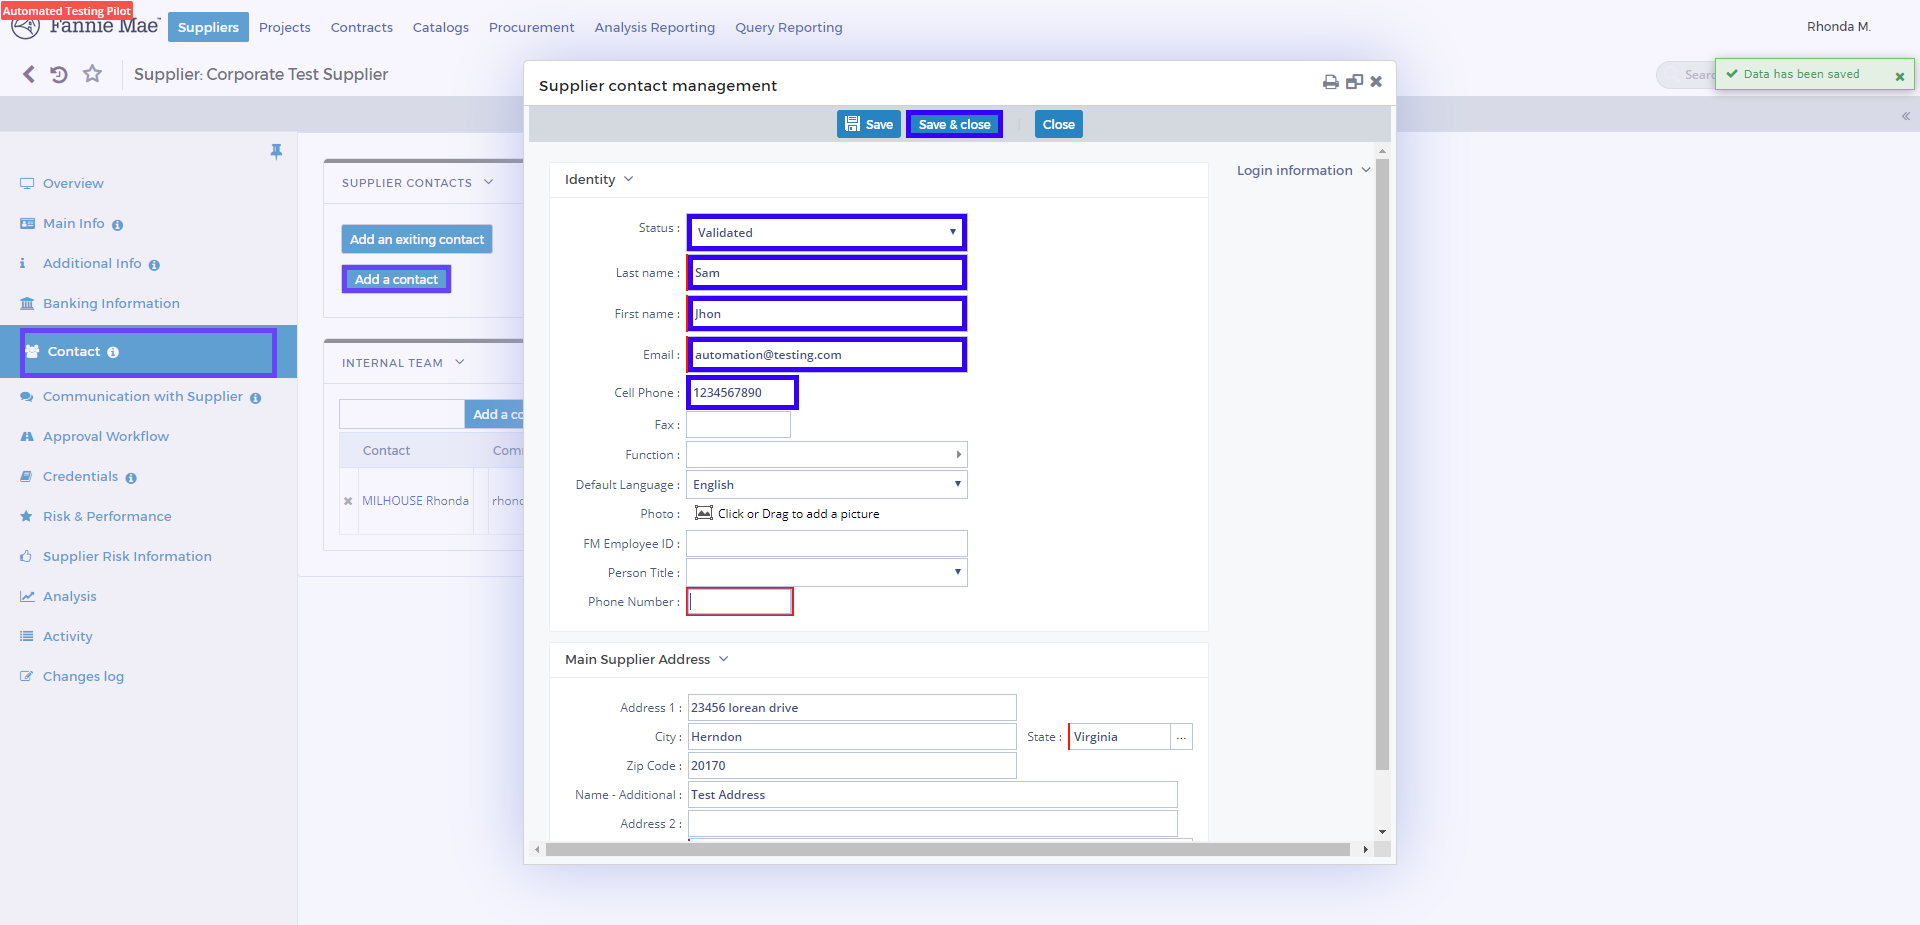 Automated Testing Pilot
Fannie Mae
Suppliers
Projects
Contracts
Catalogs
Procurement
Analysis Reporting
Query Reporting
Rhonda M.
Supplier: Corporate Test Supplier
Data has been saved
Overview
Main Info
Additional Info
Banking Information
Contact
Communication with Supplier
Approval Workflow
Credentials
Risk & Performance
Supplier Risk Information
Analysis
Activity
Changes log
SUPPLIER CONTACTS
Add an exiting contact
Add a contact
INTERNAL TEAM
Add a
Contact
MILHOUSE Rhonda
Supplier contact management
Save
Save & close
Close
Identity
Login information
Status : Validated
Last name : Sam
First name : Jhon
Email : automation@testing.com
Cell Phone : 1234567890
Fax :
Function :
Default Language : English
Photo : Click or Drag to add a picture
FM Employee ID :
Person Title :
Phone Number :
Main Supplier Address
Address 1 : 23456 lorean drive
City : Herndon State : Virginia ...
Zip Code : 20170
Name - Additional : Test Address
Address 2 :